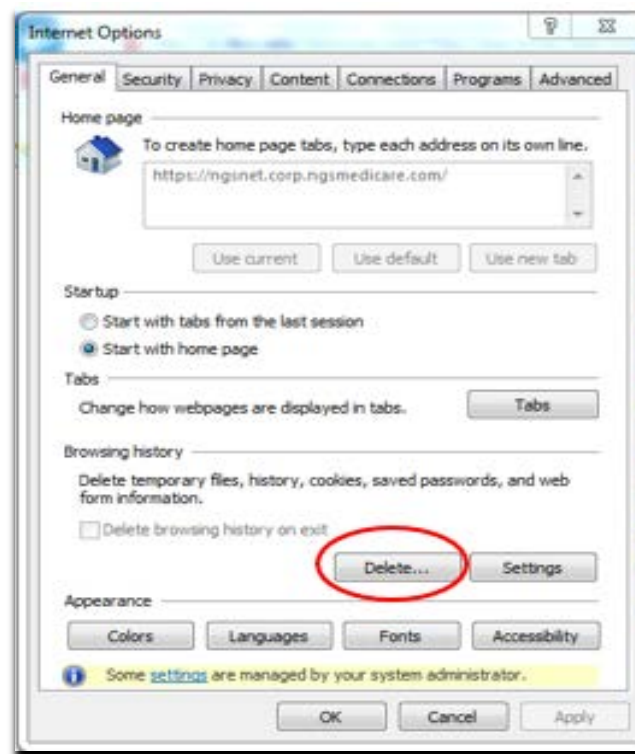 Internet Options
General Security Privacy Content Connections Programs Advanced
Home page
To create home page tabs, type each address on its own line.
https://ngsnet.corp.ngsmedicare.com/
Use current Use default Use new tab
Startup
Start with tabs from the last session
Start with home page
Tabs
Change how webpages are displayed in tabs. Tabs
Browsing history
Delete temporary files, history, cookies, saved passwords, and web
form information.
Delete browsing history on exit
Delete... Settings
Appearance
Colors Languages Fonts Accessibility
Some settings are managed by your system administrator.
OK Cancel Apply